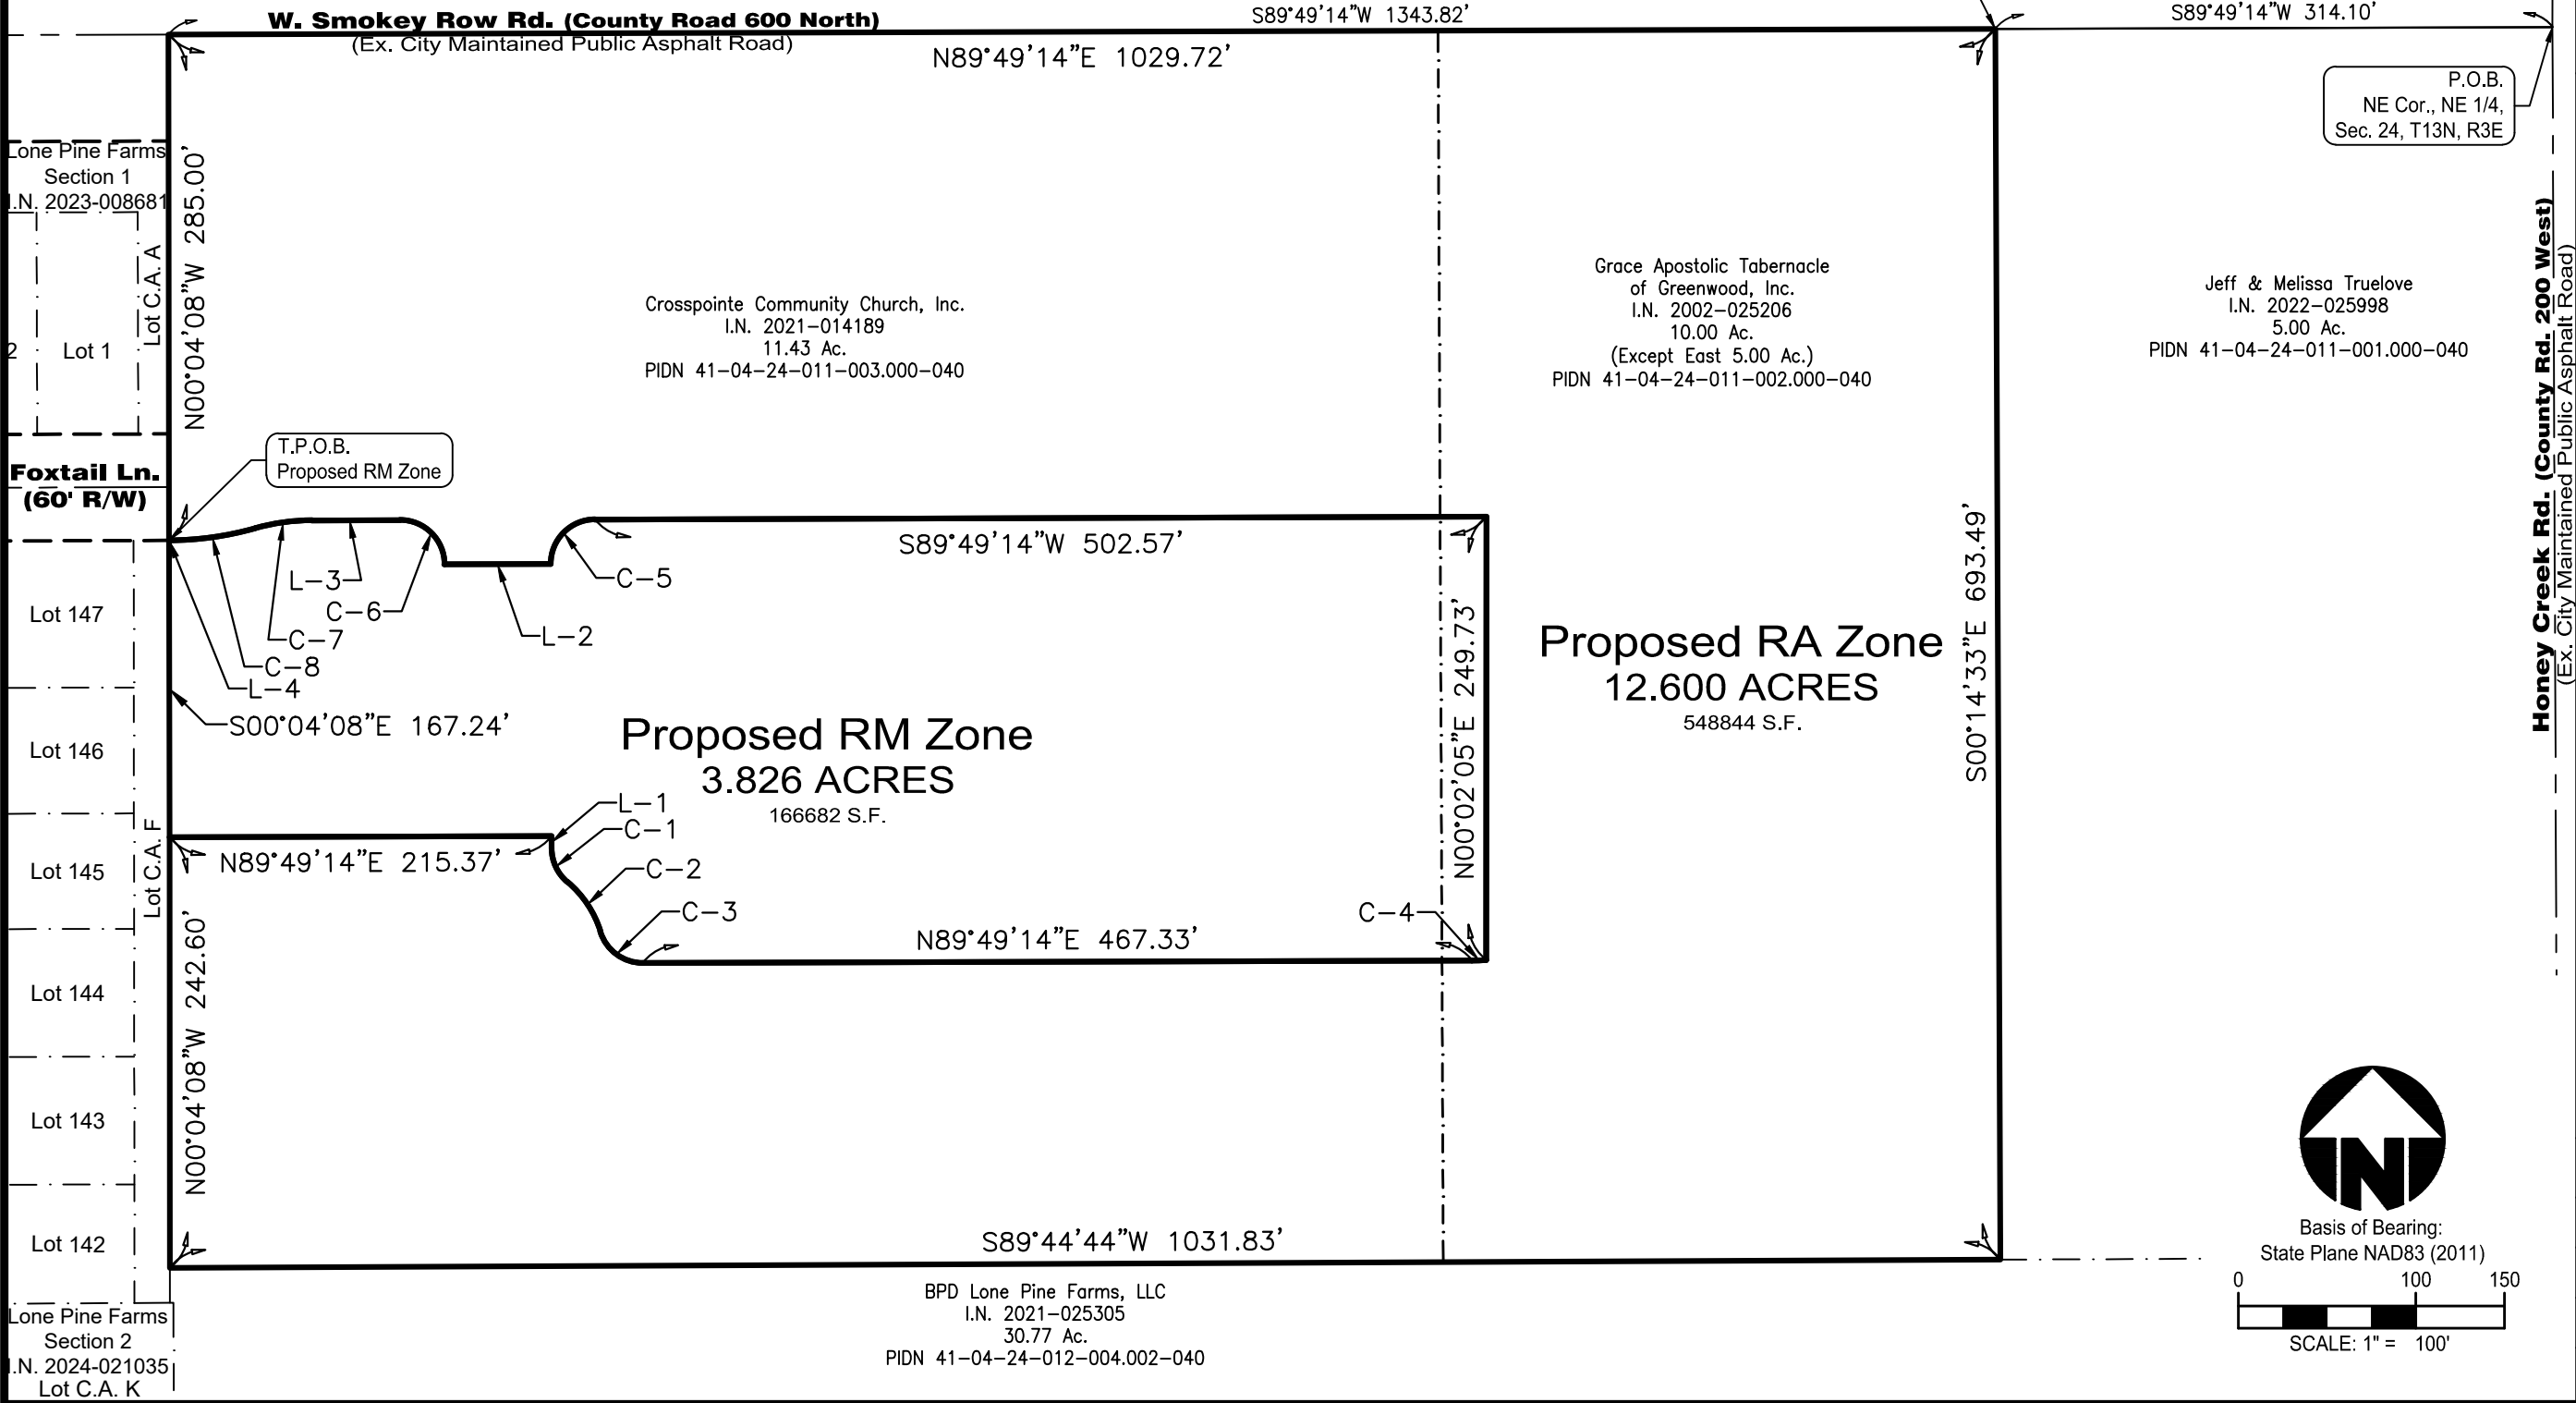 W. Smokey Row Rd. (County Road 600 North)
(Ex. City Maintained Public Asphalt Road)
S89°49'14"W 1343.82'
S89°49'14"W 314.10'
N89°49'14"E 1029.72'
P.O.B.
NE Cor., NE 1/4,
Sec. 24, T13N, R3E
Lone Pine Farms
Section 1
I.N. 2023-008681
Lot C.A. A
2
Lot 1
N00°04'08"W 285.00'
Crosspointe Community Church, Inc.
I.N. 2021-014189
11.43 Ac.
PIDN 41-04-24-011-003.000-040
Grace Apostolic Tabernacle
of Greenwood, Inc.
I.N. 2002-025206
10.00 Ac.
(Except East 5.00 Ac.)
PIDN 41-04-24-011-002.000-040
Jeff & Melissa Truelove
I.N. 2022-025998
5.00 Ac.
PIDN 41-04-24-011-001.000-040
Honey Creek Rd. (County Rd. 200 West)
(Ex. City Maintained Public Asphalt Road)
T.P.O.B.
Proposed RM Zone
Foxtail Ln.
(60' R/W)
S89°49'14"W 502.57'
L-3
C-6
C-5
C-7
L-2
C-8
L-4
Lot 147
S00°04'08"E 167.24'
Lot 146
Proposed RM Zone
3.826 ACRES
166682 S.F.
N00°02'05"E 249.73'
Proposed RA Zone
12.600 ACRES
548844 S.F.
S00°14'33"E 693.49'
L-1
C-1
C-2
C-3
C-4
N89°49'14"E 215.37'
N89°49'14"E 467.33'
Lot C.A. F
Lot 145
Lot 144
Lot 143
Lot 142
N00°04'08"W 242.60'
S89°44'44"W 1031.83'
BPD Lone Pine Farms, LLC
I.N. 2021-025305
30.77 Ac.
PIDN 41-04-24-012-004.002-040
Lone Pine Farms
Section 2
I.N. 2024-021035
Lot C.A. K
N
Basis of Bearing:
State Plane NAD83 (2011)
0 100 150
SCALE: 1" = 100'